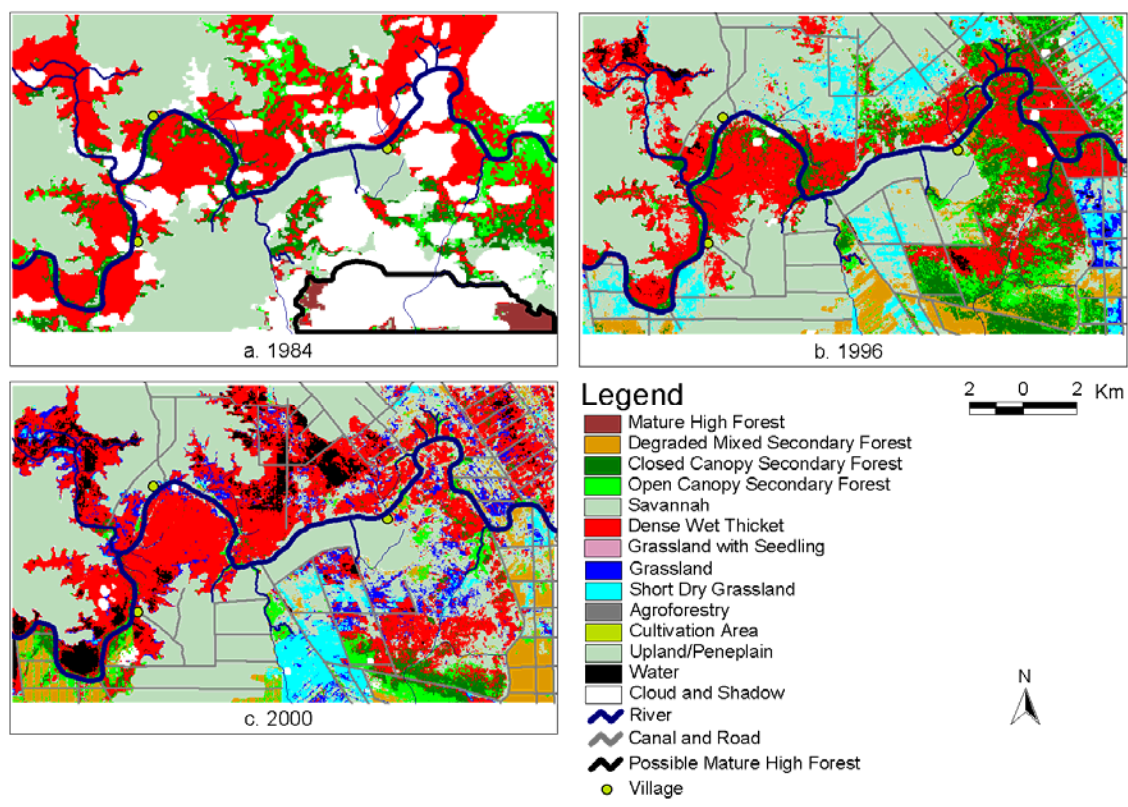 a. 1984
b. 1996
c. 2000
Legend
Mature High Forest
Degraded Mixed Secondary Forest
Closed Canopy Secondary Forest
Open Canopy Secondary Forest
Savannah
Dense Wet Thicket
Grassland with Seedling
Grassland
Short Dry Grassland
Agroforestry
Cultivation Area
Upland/Peneplain
Water
Cloud and Shadow
River
Canal and Road
Possible Mature High Forest
Village
2 0 2 Km
N